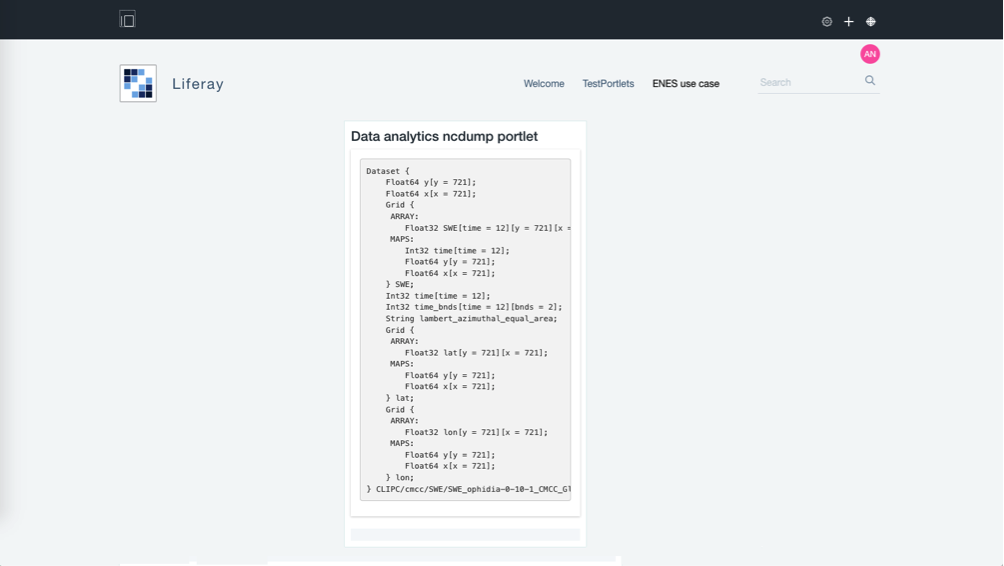 AN
Liferay
Welcome TestPortlets ENES use case Search
Data analytics ncdump portlet
Dataset {
    Float64 y[y = 721];
    Float64 x[x = 721];
    Grid {
     ARRAY:
        Float32 SWE[time = 12][y = 721][x =
     MAPS:
        Int32 time[time = 12];
        Float64 y[y = 721];
        Float64 x[x = 721];
    } SWE;
    Int32 time[time = 12];
    Int32 time_bnds[time = 12][bnds = 2];
    String lambert_azimuthal_equal_area;
    Grid {
     ARRAY:
        Float32 lat[y = 721][x = 721];
     MAPS:
        Float64 y[y = 721];
        Float64 x[x = 721];
    } lat;
    Grid {
     ARRAY:
        Float32 lon[y = 721][x = 721];
     MAPS:
        Float64 y[y = 721];
        Float64 x[x = 721];
    } lon;
} CLIPC/cmcc/SWE/SWE_ophidia-0-10-1_CMCC_Gl